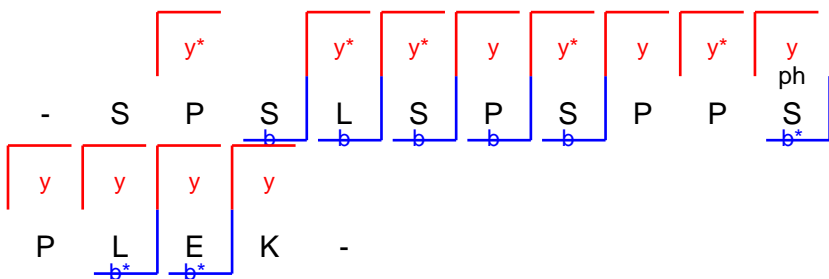 y* y* y* y y* y y* y
ph
- S P S L S P S P P S
b b b b b b*
y y y y
P L E K -
b* b*